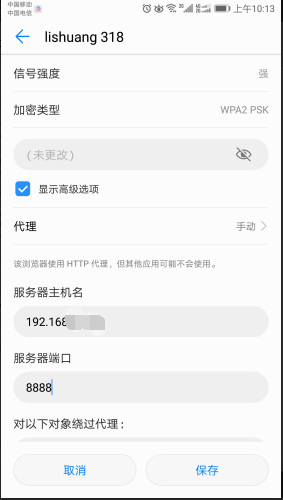 中国移动
中国电信
上午10:13
lishuang 318
信号强度
强
加密类型
WPA2 PSK
(未更改)
显示高级选项
代理
手动
该浏览器使用 HTTP 代理，但其他应用可能不会使用。
服务器主机名
192.168
服务器端口
8888
对以下对象绕过代理：
取消
保存